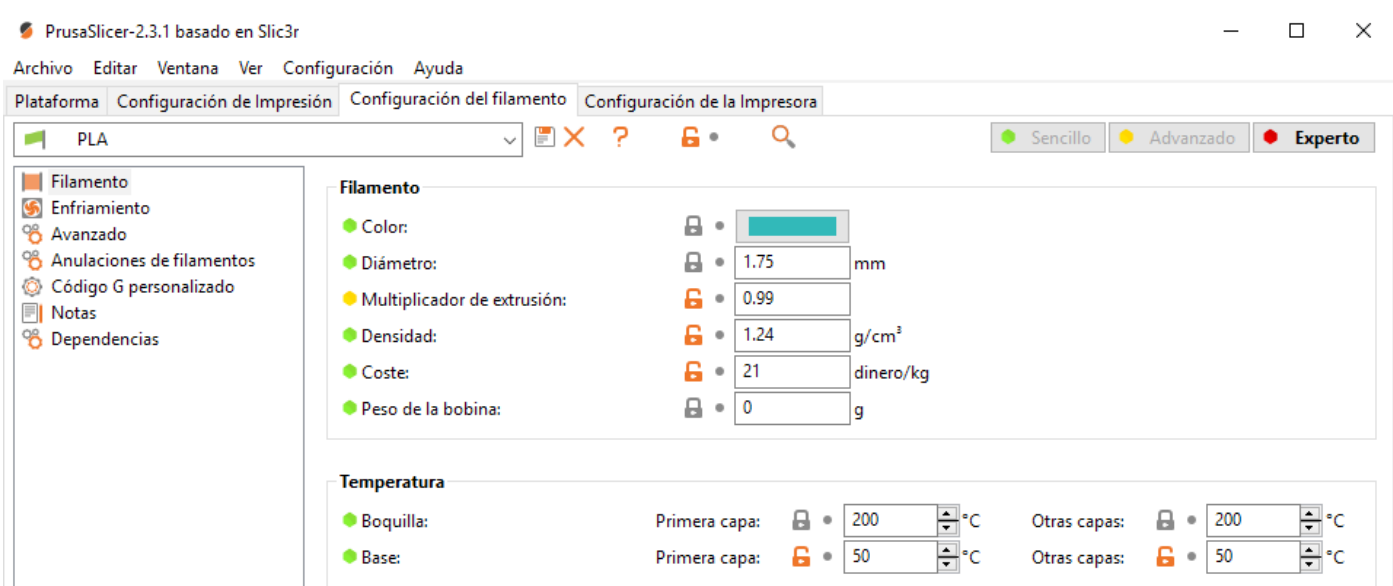 PrusaSlicer-2.3.1 basado en Slic3r
Archivo Editar Ventana Ver Configuración Ayuda
Plataforma Configuración de Impresión Configuración del filamento Configuración de la Impresora
PLA ? Sencillo Advanzado Experto
Filamento
Enfriamiento
Avanzado
Anulaciones de filamentos
Código G personalizado
Notas
Dependencias
Filamento
Color:
Diámetro: 1.75 mm
Multiplicador de extrusión: 0.99
Densidad: 1.24 g/cm³
Coste: 21 dinero/kg
Peso de la bobina: 0 g
Temperatura
Boquilla: Primera capa: 200 °C Otras capas: 200 °C
Base: Primera capa: 50 °C Otras capas: 50 °C